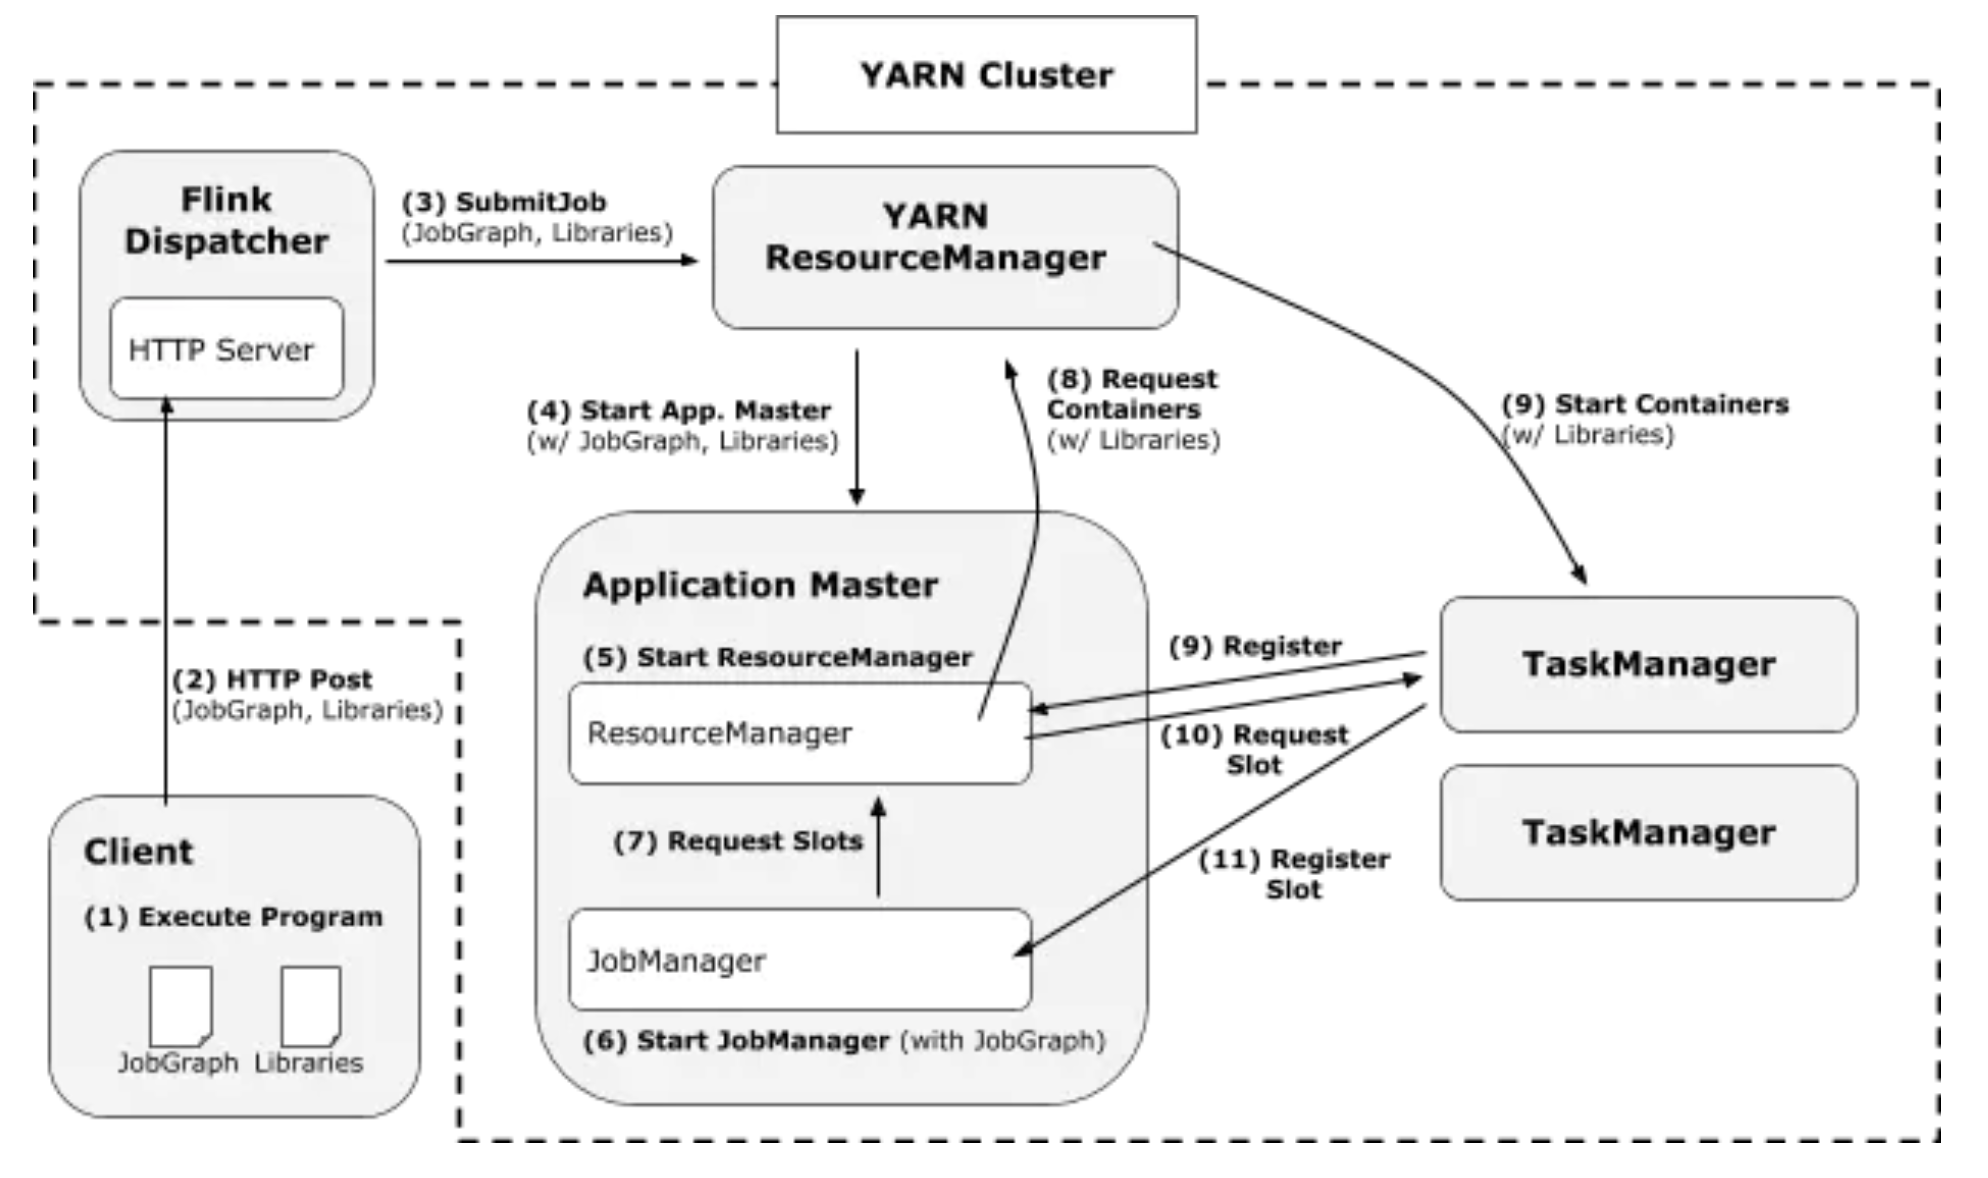 YARN Cluster
Flink
Dispatcher
HTTP Server
(3) SubmitJob
(JobGraph, Libraries)
YARN
ResourceManager
(4) Start App. Master
(w/ JobGraph, Libraries)
(8) Request
Containers
(w/ Libraries)
(9) Start Containers
(w/ Libraries)
(2) HTTP Post
(JobGraph, Libraries)
Client
(1) Execute Program
JobGraph
Libraries
Application Master
(5) Start ResourceManager
ResourceManager
(7) Request Slots
JobManager
(6) Start JobManager (with JobGraph)
(9) Register
(10) Request
Slot
(11) Register
Slot
TaskManager
TaskManager